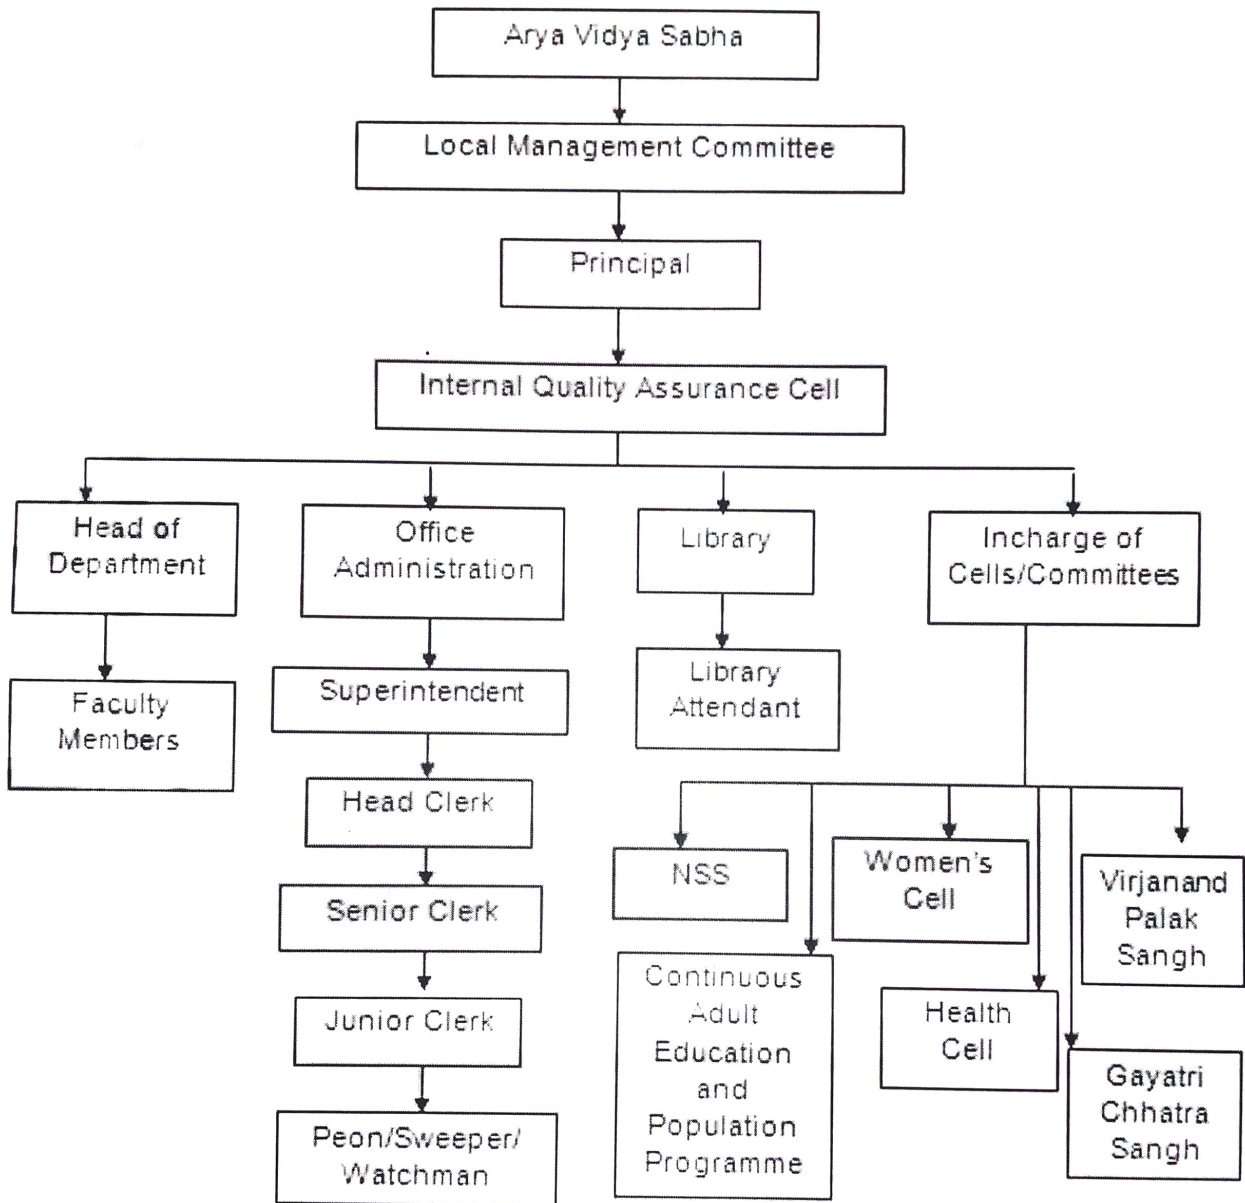 Arya Vidya Sabha
Local Management Committee
Principal
Internal Quality Assurance Cell
Head of
Department
Office
Administration
Library
Incharge of
Cells/Committees
Faculty
Members
Superintendent
Library
Attendant
Head Clerk
Senior Clerk
Junior Clerk
Peon/Sweeper/
Watchman
NSS
Women's
Cell
Virjanand
Palak
Sangh
Continuous
Adult
Education
and
Population
Programme
Health
Cell
Gayatri
Chhatra
Sangh